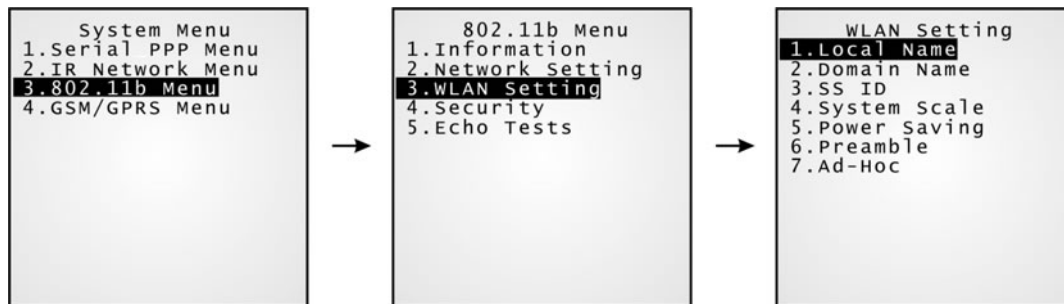 System Menu
1.Serial PPP Menu
2.IR Network Menu
3.802.11b Menu
4.GSM/GPRS Menu
802.11b Menu
1.Information
2.Network Setting
3.WLAN Setting
4.Security
5.Echo Tests
WLAN Setting
1.Local Name
2.Domain Name
3.SS ID
4.System Scale
5.Power Saving
6.Preamble
7.Ad-Hoc